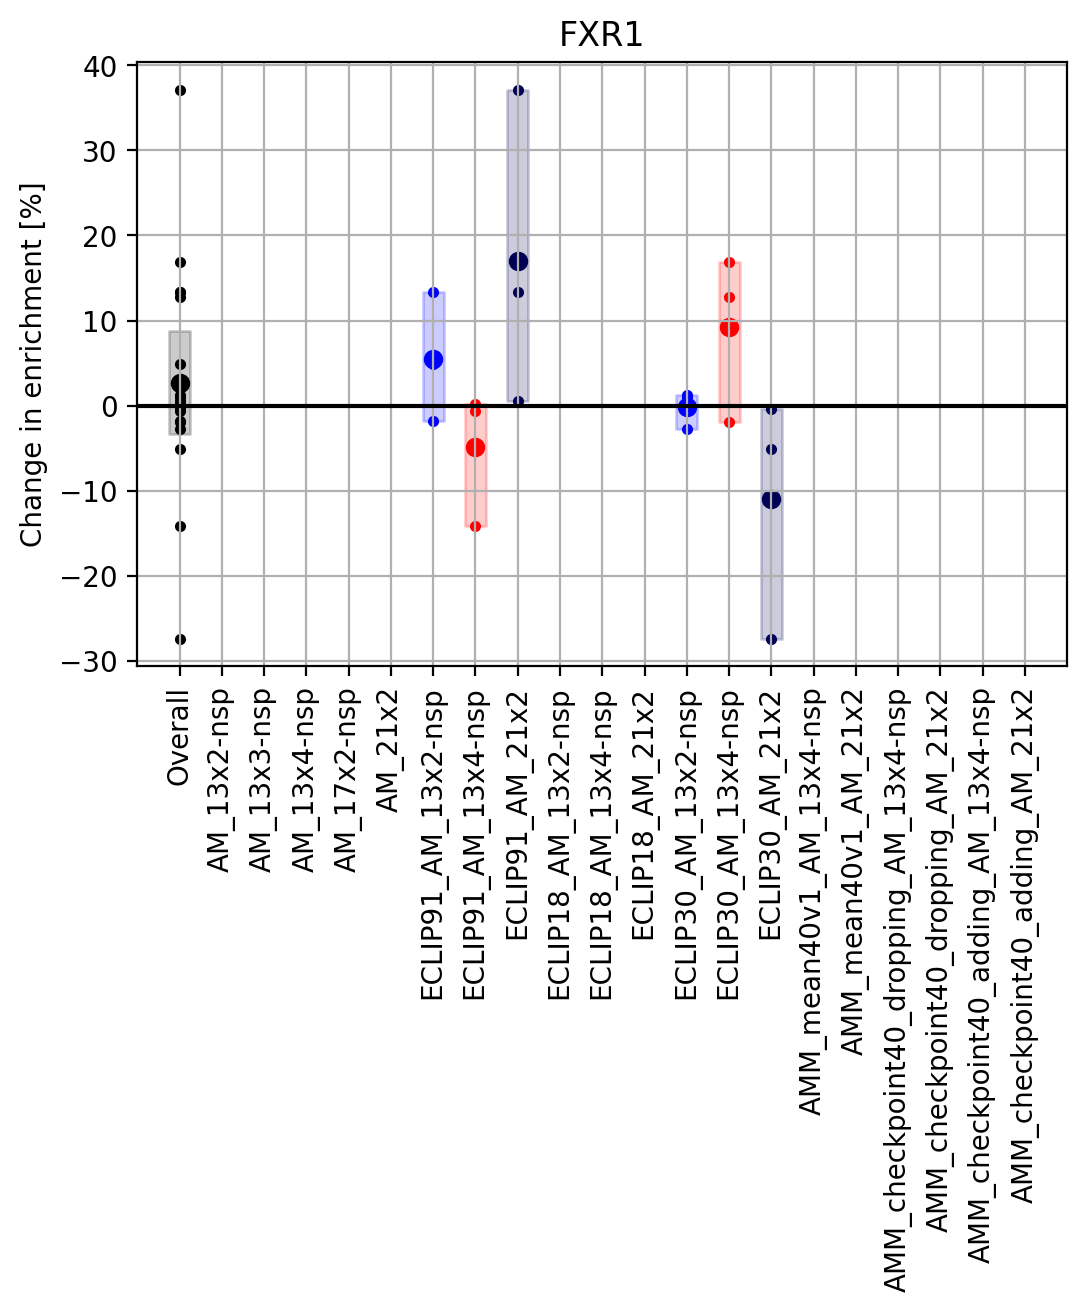 FXR1
Change in enrichment [%]
40
30
20
10
0
−10
−20
−30
Overall
AM_13x2-nsp
AM_13x3-nsp
AM_13x4-nsp
AM_17x2-nsp
AM_21x2
ECLIP91_AM_13x2-nsp
ECLIP91_AM_13x4-nsp
ECLIP91_AM_21x2
ECLIP18_AM_13x2-nsp
ECLIP18_AM_13x4-nsp
ECLIP18_AM_21x2
ECLIP30_AM_13x2-nsp
ECLIP30_AM_13x4-nsp
ECLIP30_AM_21x2
AMM_mean40v1_AM_13x4-nsp
AMM_mean40v1_AM_21x2
AMM_checkpoint40_dropping_AM_13x4-nsp
AMM_checkpoint40_dropping_AM_21x2
AMM_checkpoint40_adding_AM_13x4-nsp
AMM_checkpoint40_adding_AM_21x2